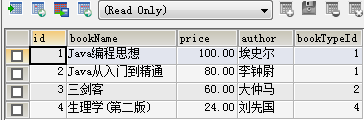 (Read Only)
id bookName price author bookTypeId
1 Java编程思想 100.00 埃史尔 1
2 Java从入门到精通 80.00 李钟尉 1
3 三剑客 60.00 大仲马 2
4 生理学(第二版) 24.00 刘先国 4